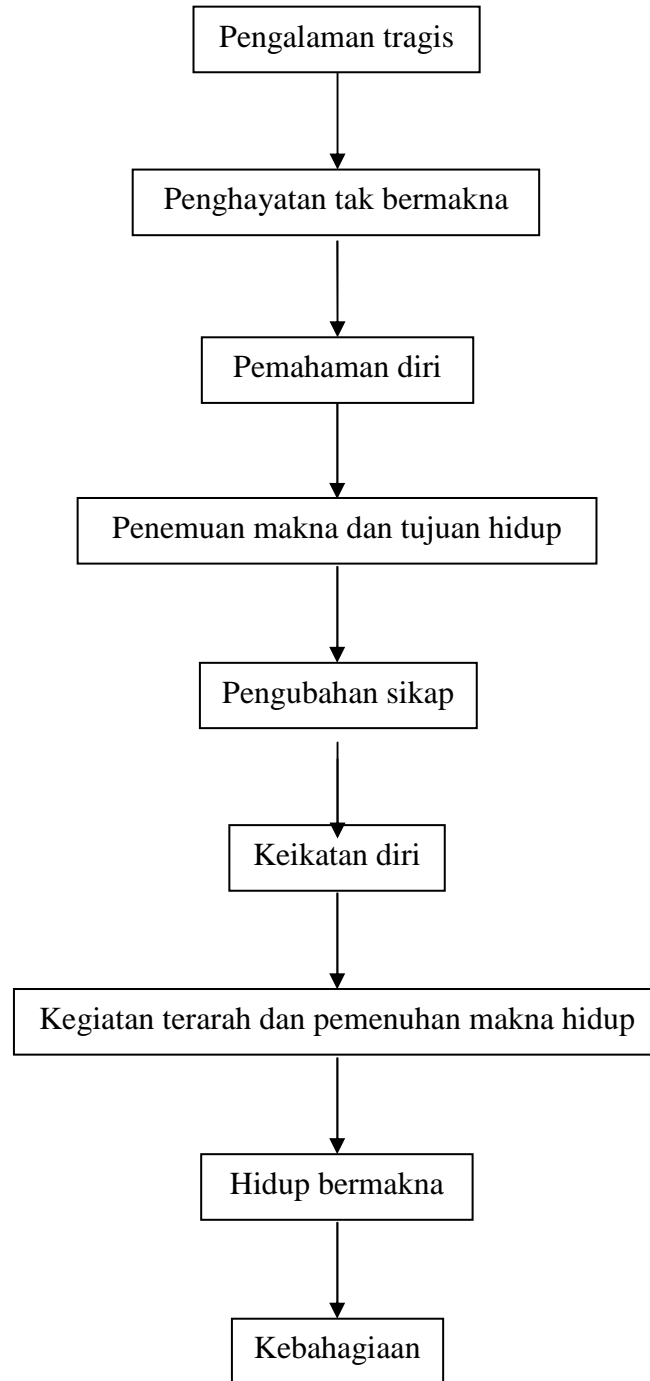 Pengalaman tragis
Penghayatan tak bermakna
Pemahaman diri
Penemuan makna dan tujuan hidup
Pengubahan sikap
Keikatan diri
Kegiatan terarah dan pemenuhan makna hidup
Hidup bermakna
Kebahagiaan